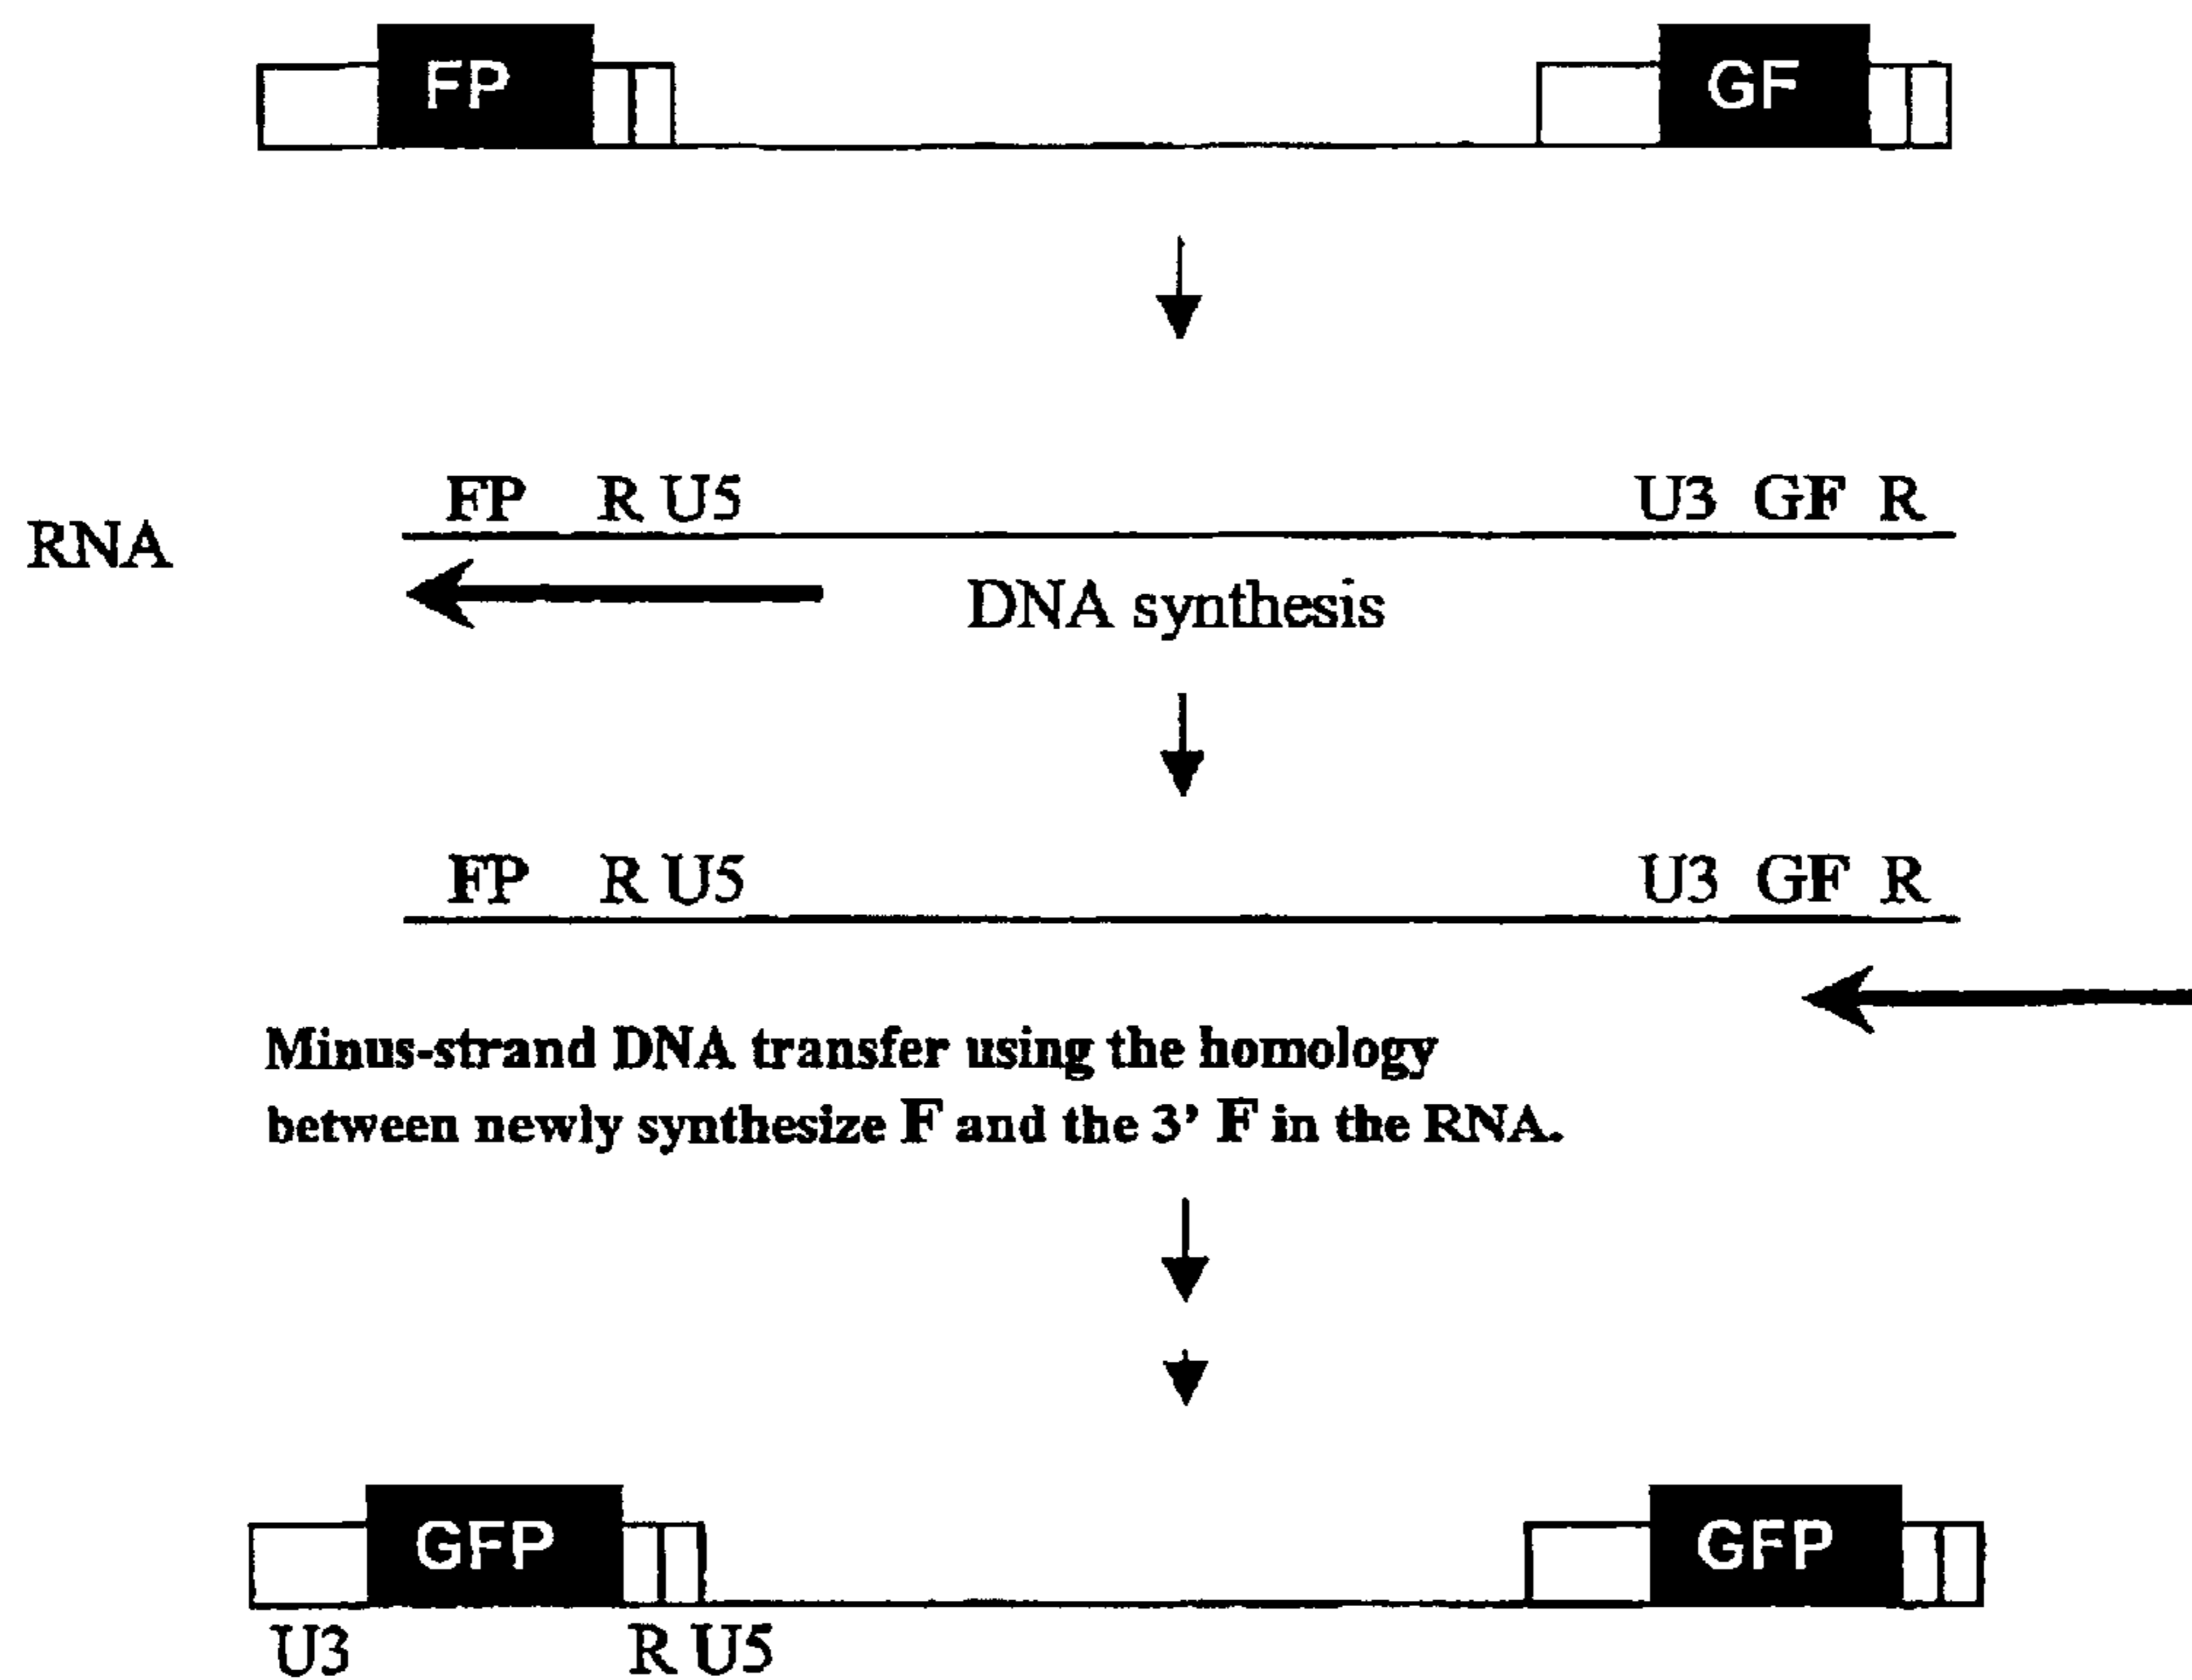 FP GF
FP R U5 U3 GF R
RNA
DNA synthesis
FP R U5 U3 GF R
Minus-strand DNA transfer using the homology
between newly synthesize F and the 3' F in the RNA.
GFP GFP
U3 R U5